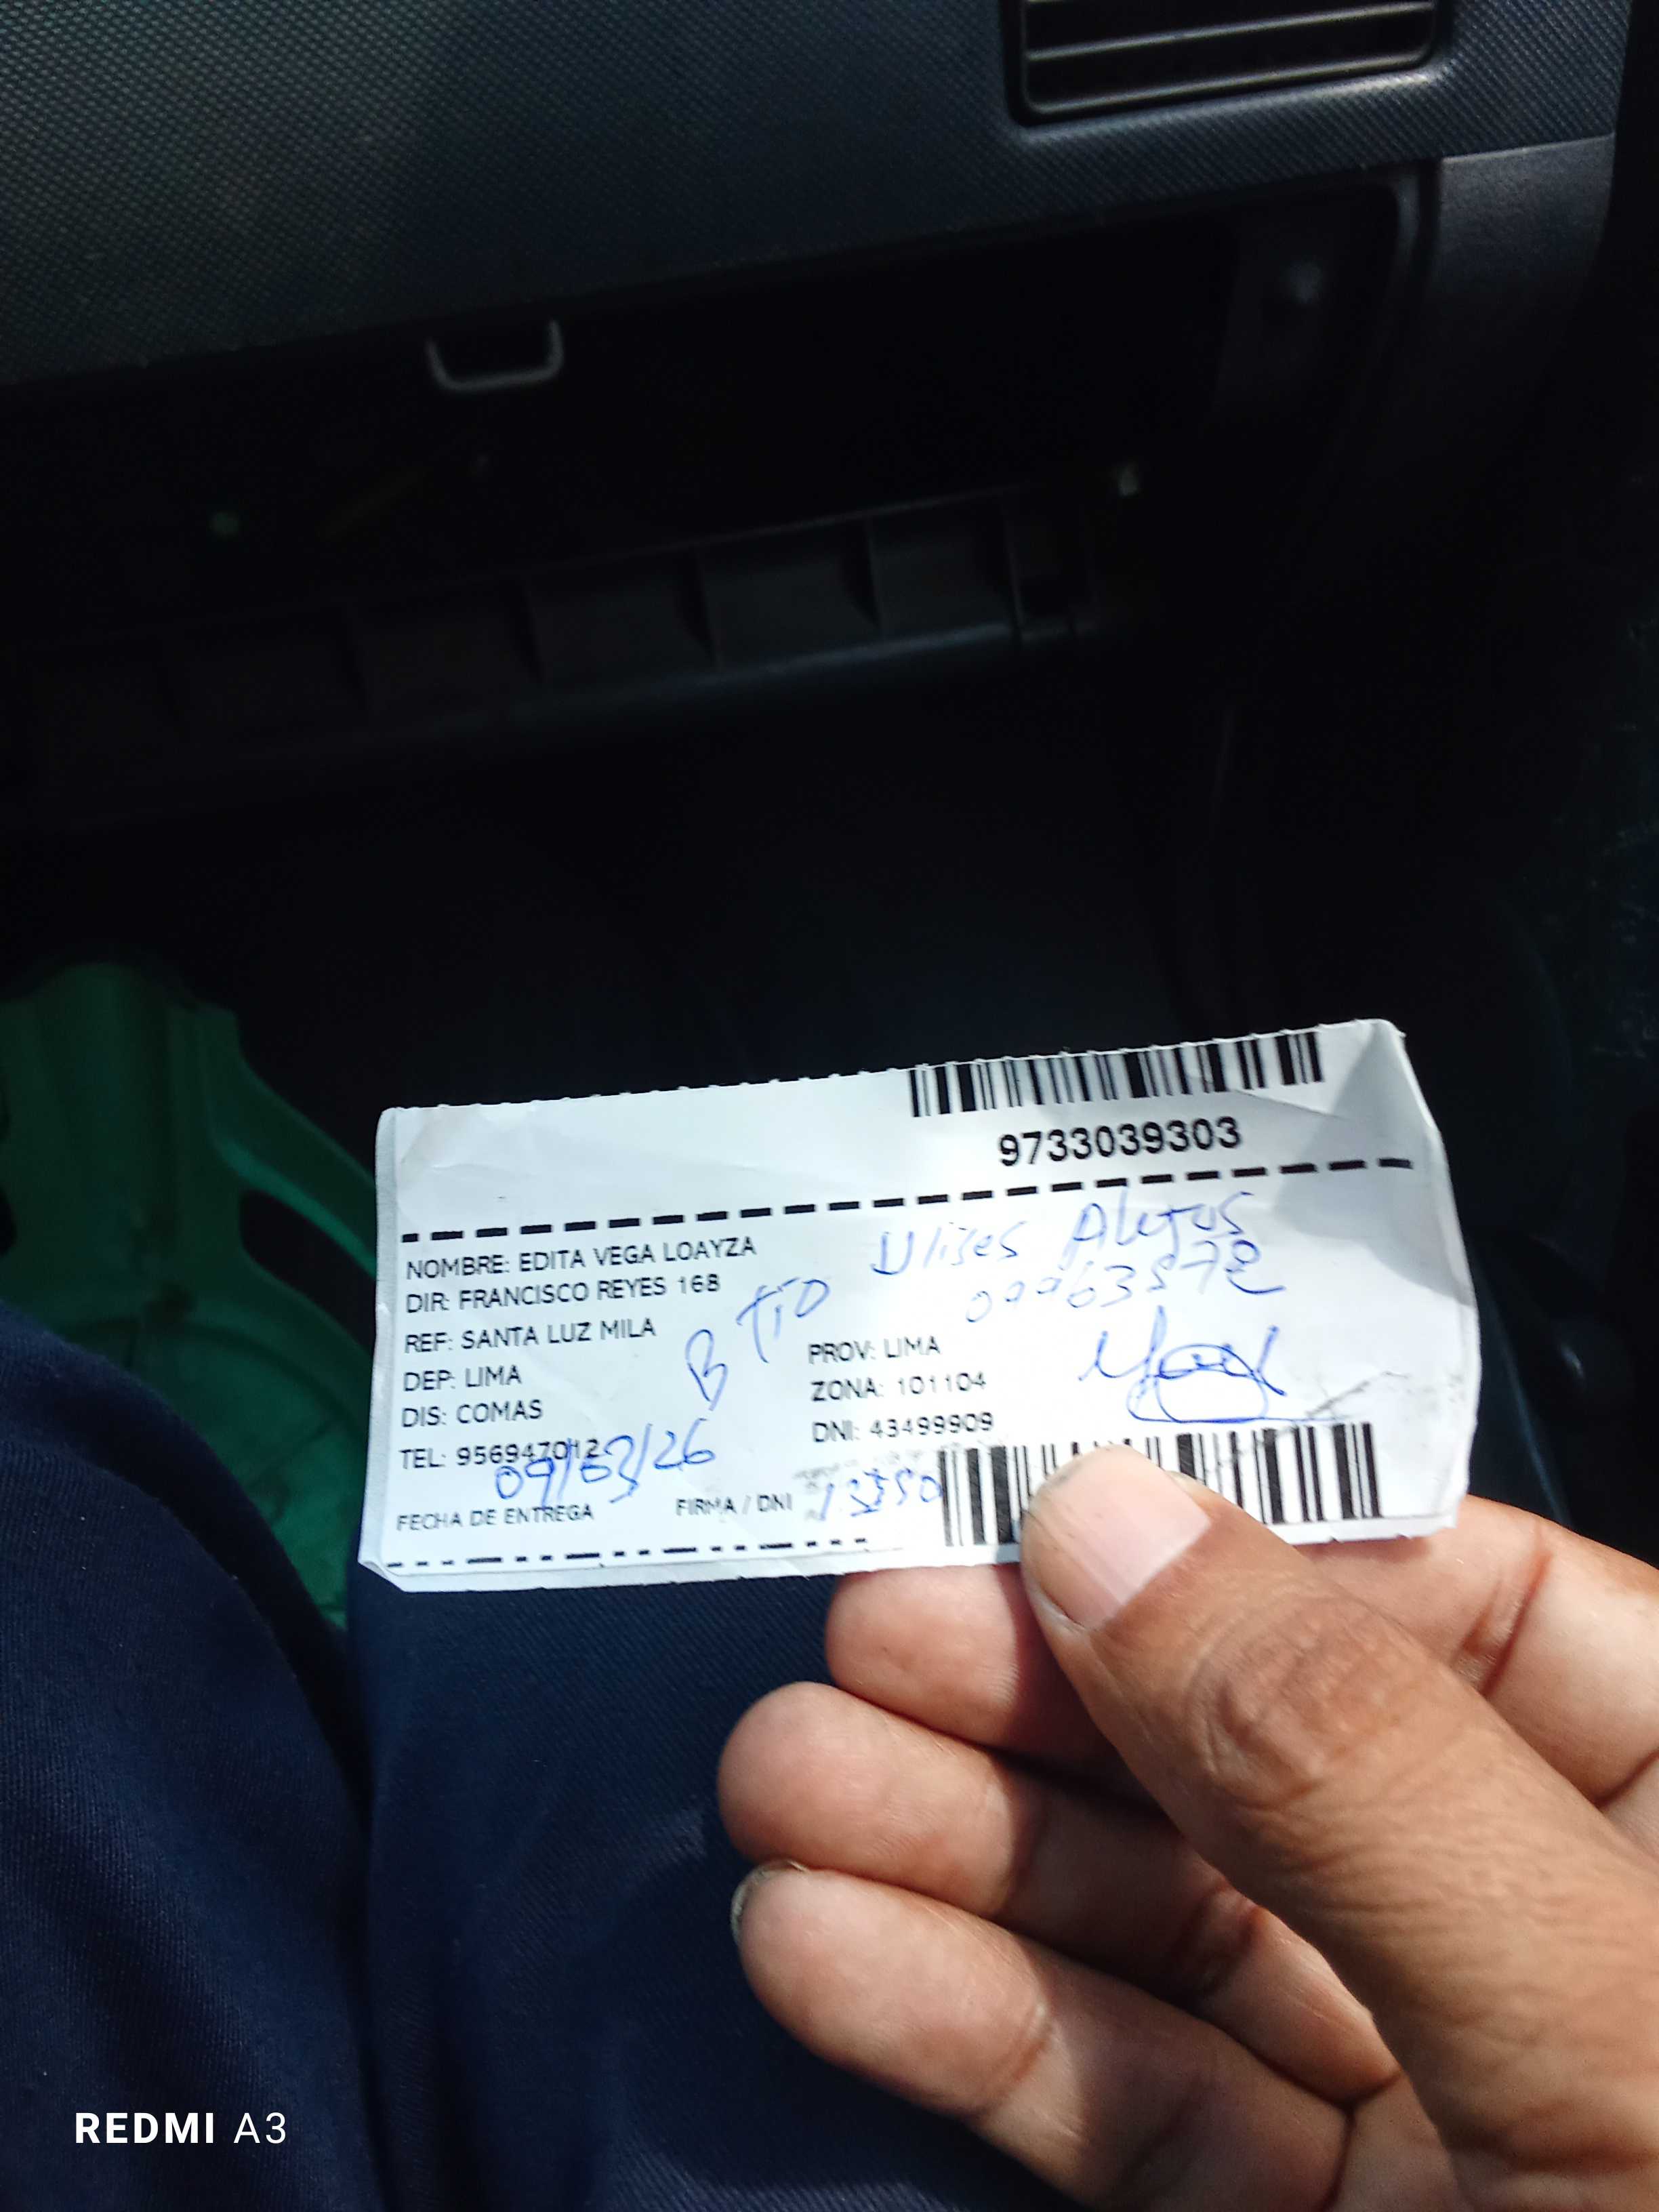 9733039303
NOMBRE: EDITA VEGA LOAYZA
Ulises
DIR: FRANCISCO REYES 168
TIO
09963572
REF: SANTA LUZ MILA
B
PROV: LIMA
DEP: LIMA
ZONA: 101104
DIS: COMAS
DNI: 43499909
TEL: 956947012
09/03/26
FECHA DE ENTREGA
FIRMA / DNI
REDMI A3